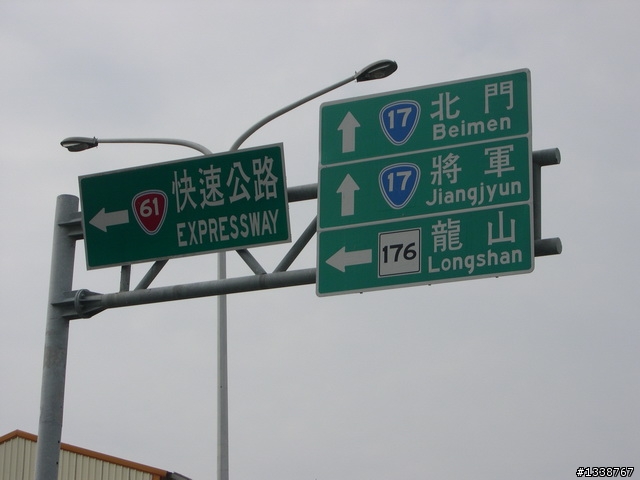 61 快速公路
EXPRESSWAY
17 北門
Beimen
17 將軍
Jiangjyun
176 龍山
Longshan
#1338767